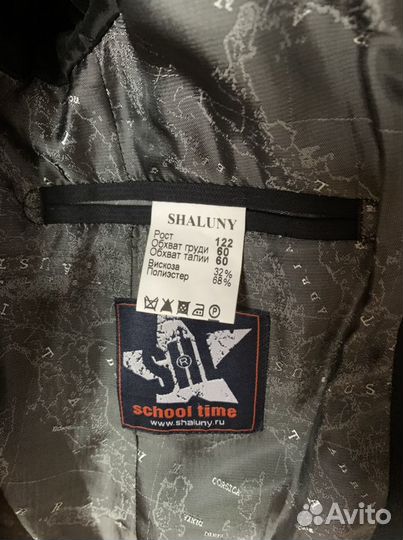 SHALUNY
Рост 122
Обхват груди 60
Обхват талии 60
Вискоза 32%
Полиэстер 68%
P
®
school time
www.shaluny.ru
CORSICA
Avito